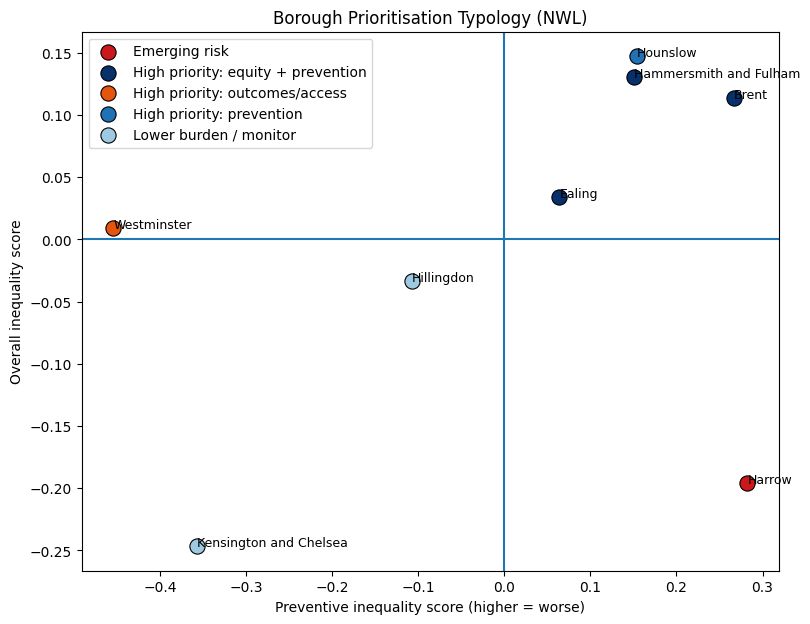 Borough Prioritisation Typology (NWL)
Emerging risk
High priority: equity + prevention
High priority: outcomes/access
High priority: prevention
Lower burden / monitor
Hounslow
Hammersmith and Fulham
Brent
Ealing
Westminster
Hillingdon
Harrow
Kensington and Chelsea
Overall inequality score
0.15
0.10
0.05
0.00
−0.05
−0.10
−0.15
−0.20
−0.25
−0.4 −0.3 −0.2 −0.1 0.0 0.1 0.2 0.3
Preventive inequality score (higher = worse)